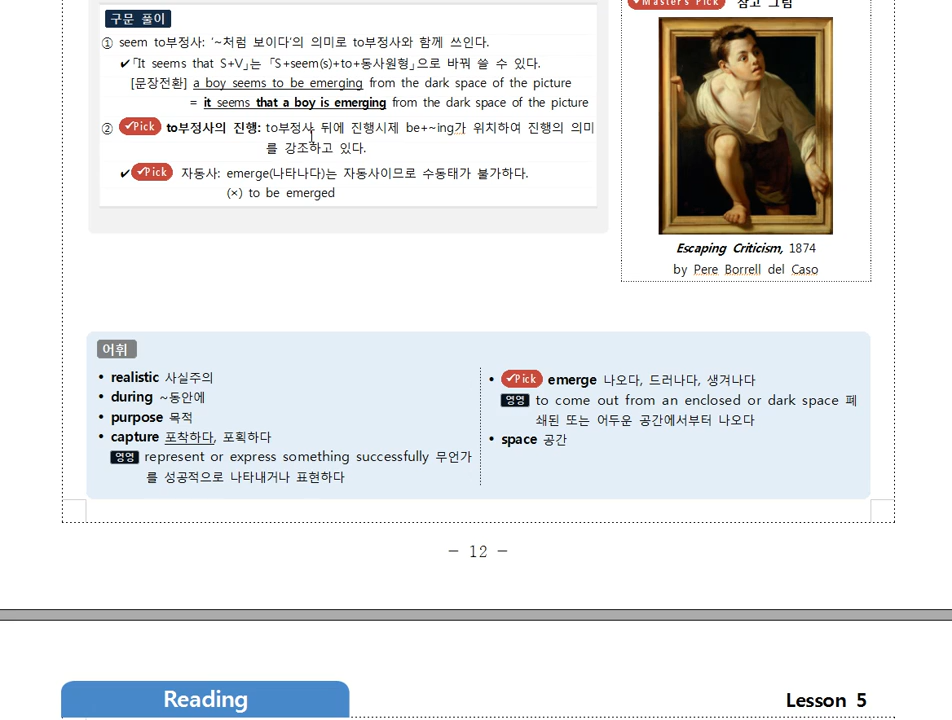 구문 풀이
① seem to부정사: '~처럼 보이다'의 의미로 to부정사와 함께 쓰인다.
✔「It seems that S+V」는 「S+seem(s)+to+동사원형」으로 바꿔 쓸 수 있다.
[문장전환] a boy seems to be emerging from the dark space of the picture
= it seems that a boy is emerging from the dark space of the picture
② ✔Pick to부정사의 진행: to부정사 뒤에 진행시제 be+~ing가 위치하여 진행의 의미
를 강조하고 있다.
✔ ✔Pick 자동사: emerge(나타나다)는 자동사이므로 수동태가 불가하다.
(×) to be emerged
✔Master's Pick 참고 그림
Escaping Criticism, 1874
by Pere Borrell del Caso
어휘
• realistic 사실주의
• during ~동안에
• purpose 목적
• capture 포착하다, 포획하다
영영 represent or express something successfully 무언가
를 성공적으로 나타내거나 표현하다
• ✔Pick emerge 나오다, 드러나다, 생겨나다
영영 to come out from an enclosed or dark space 폐
쇄된 또는 어두운 공간에서부터 나오다
• space 공간
- 12 -
Reading
Lesson 5